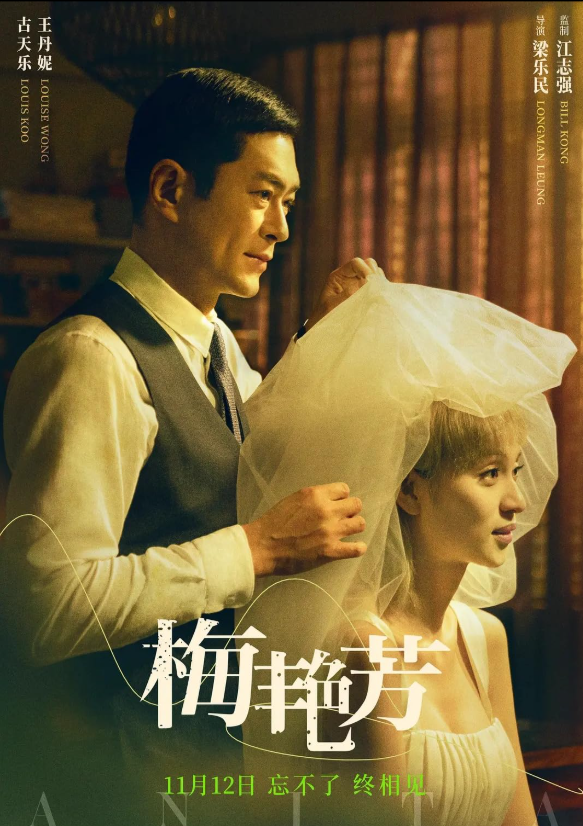 王丹妮 LOUISE WONG
古天乐 LOUIS KOO
监制 江志强 BILL KONG
导演 梁乐民 LONGMAN LEUNG
梅艳芳
11月12日 忘不了 终相见
ANITA